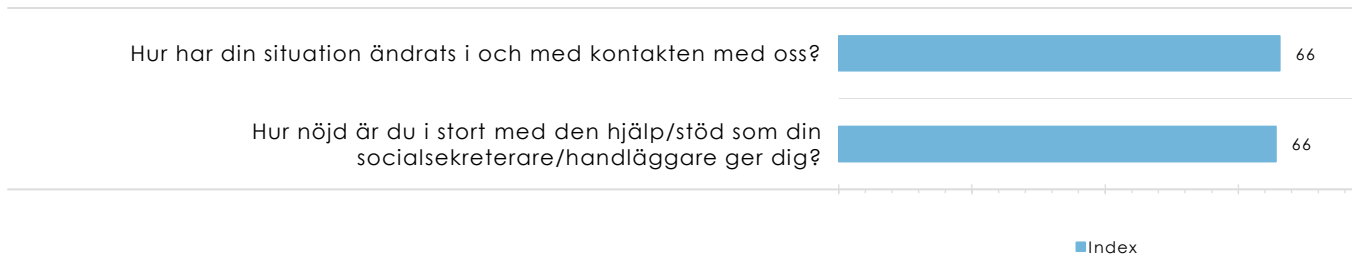 Hur har din situation ändrats i och med kontakten med oss?
66
Hur nöjd är du i stort med den hjälp/stöd som din
socialsekreterare/handläggare ger dig?
66
Index